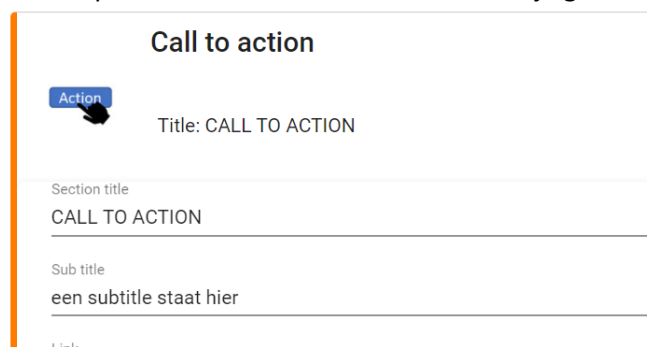 Call to action
Action
Title: CALL TO ACTION
Section title
CALL TO ACTION
Sub title
een subtitle staat hier
Link